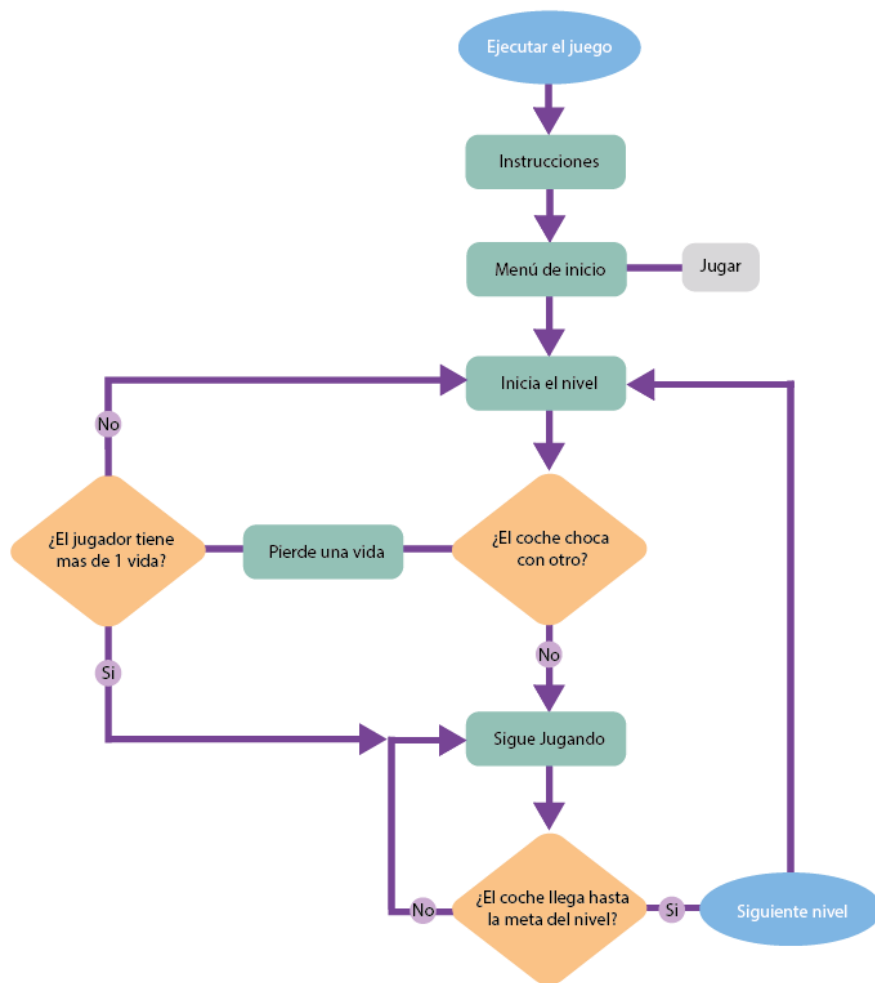 Ejecutar el juego
Instrucciones
Menú de inicio
Jugar
Inicia el nivel
No
¿El jugador tiene
mas de 1 vida?
Pierde una vida
¿El coche choca
con otro?
Si
No
Sigue Jugando
¿El coche llega hasta
la meta del nivel?
No
Si
Siguiente nivel